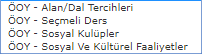 ÖOY - Alan/Dal Tercihleri
ÖOY - Seçmeli Ders
ÖOY - Sosyal Kulüpler
ÖOY - Sosyal Ve Kültürel Faaliyetler